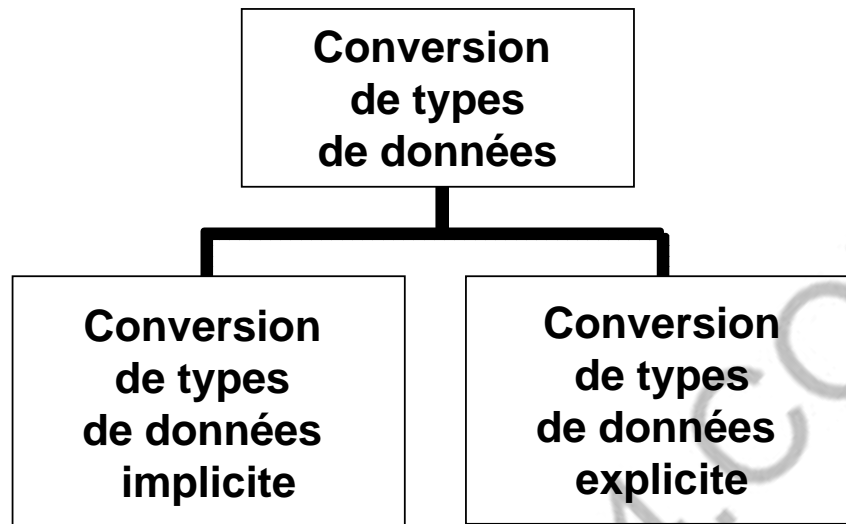 Conversion
de types
de données
Conversion
de types
de données
implicite
Conversion
de types
de données
explicite